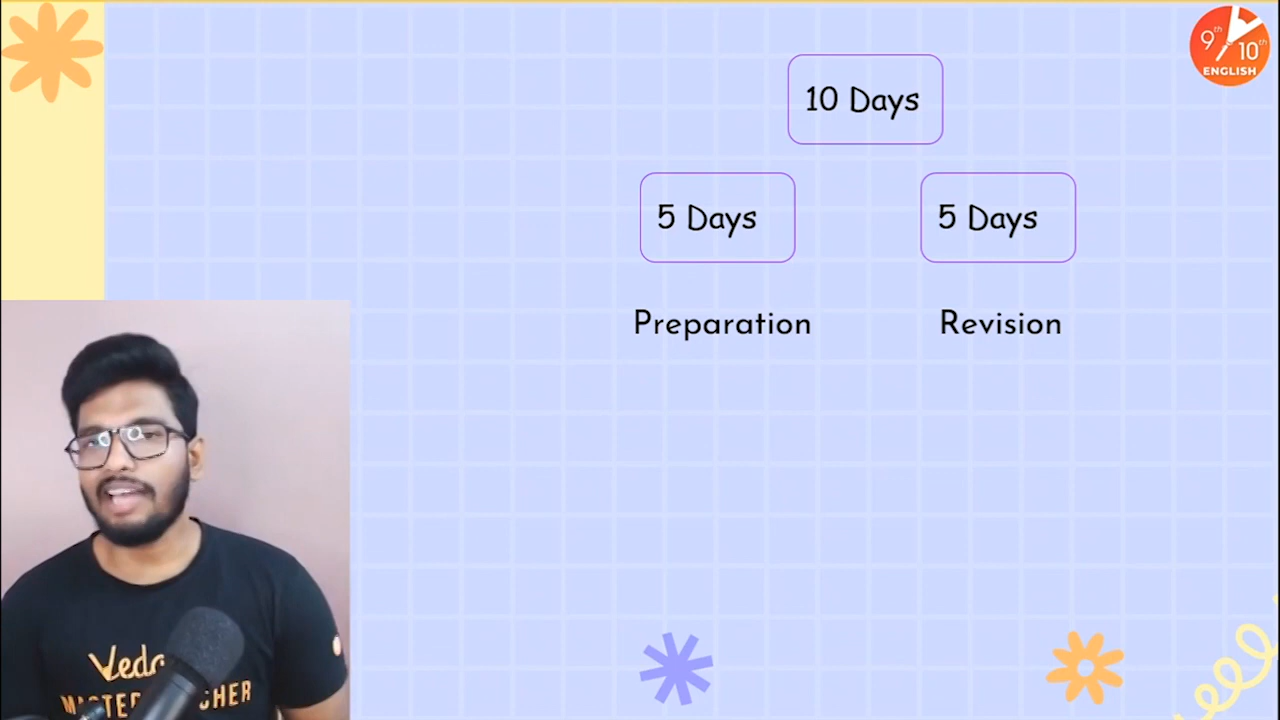 9th
10th
ENGLISH
10 Days
5 Days
5 Days
Preparation
Revision